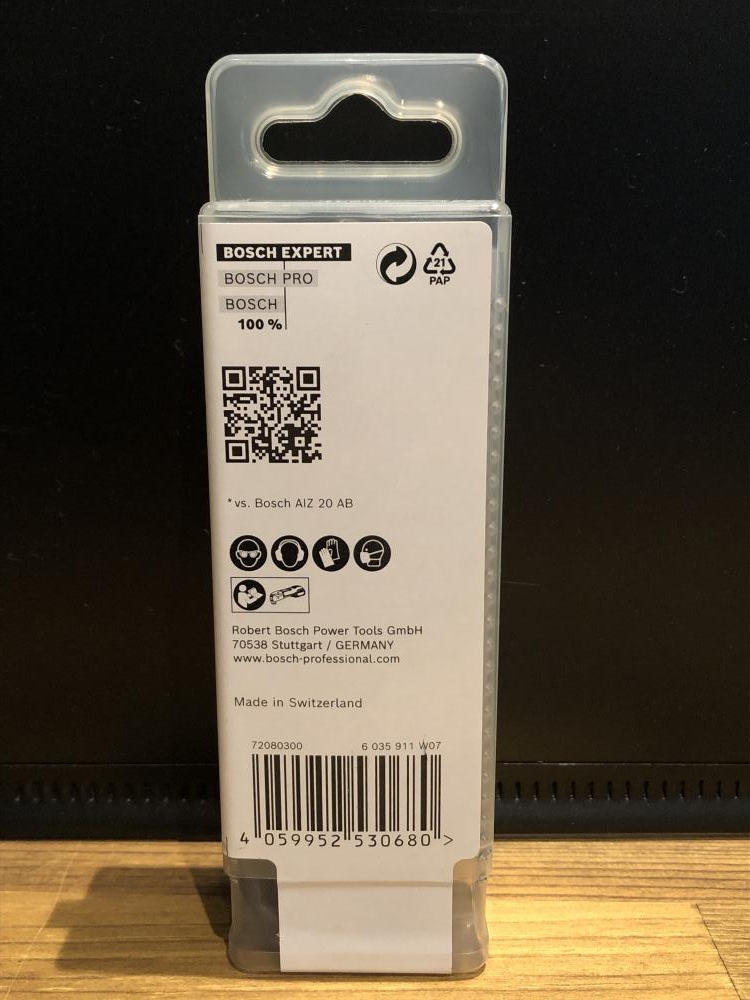 BOSCH EXPERT
BOSCH PRO
BOSCH
100 %
21
PAP
*vs. Bosch AIZ 20 AB
Robert Bosch Power Tools GmbH
70538 Stuttgart / GERMANY
www.bosch-professional.com
Made in Switzerland
72080300 6 035 911 W07
4 059952 530680 >